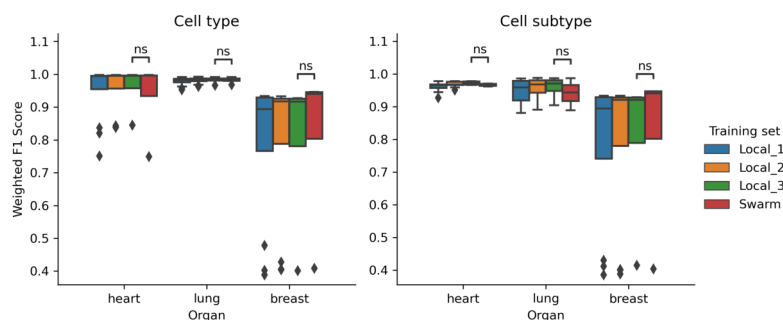 Cell type
Cell subtype
1.1
1.0
0.9
0.8
0.7
0.6
0.5
0.4
Weighted F1 Score
ns
ns
ns
heart
lung
breast
Organ
1.1
1.0
0.9
0.8
0.7
0.6
0.5
0.4
ns
ns
ns
heart
lung
breast
Organ
Training set
Local_1
Local_2
Local_3
Swarm